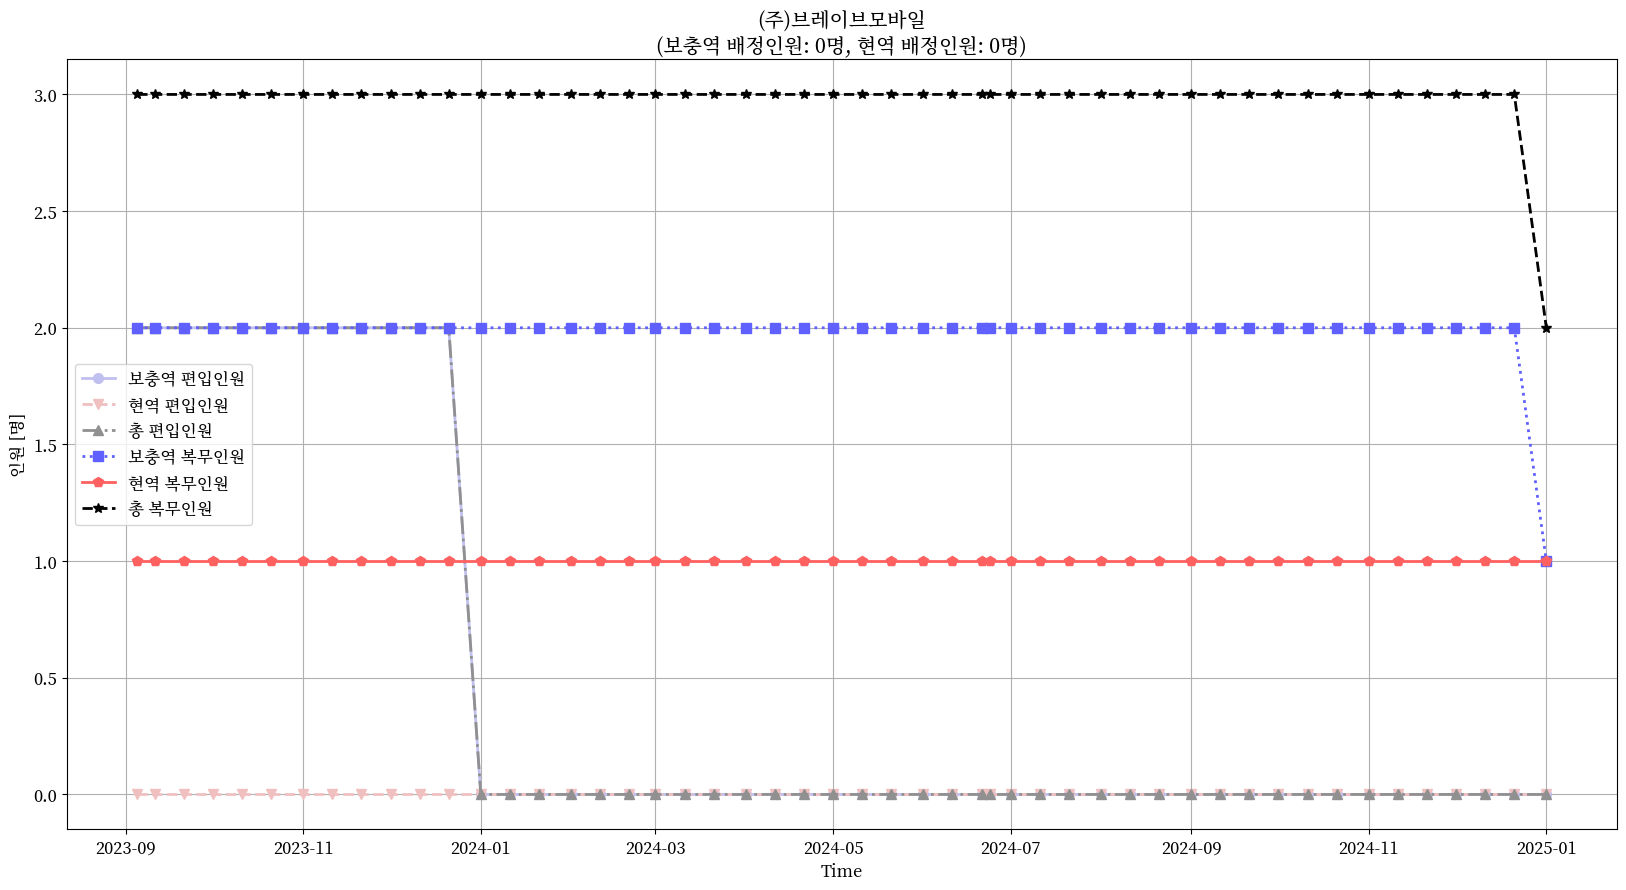 (주)브레이브모바일
(보충역 배정인원: 0명, 현역 배정인원: 0명)
인원 [명]
3.0
2.5
2.0
1.5
1.0
0.5
0.0
보충역 편입인원
현역 편입인원
총 편입인원
보충역 복무인원
현역 복무인원
총 복무인원
2023-09 2023-11 2024-01 2024-03 2024-05 2024-07 2024-09 2024-11 2025-01
Time